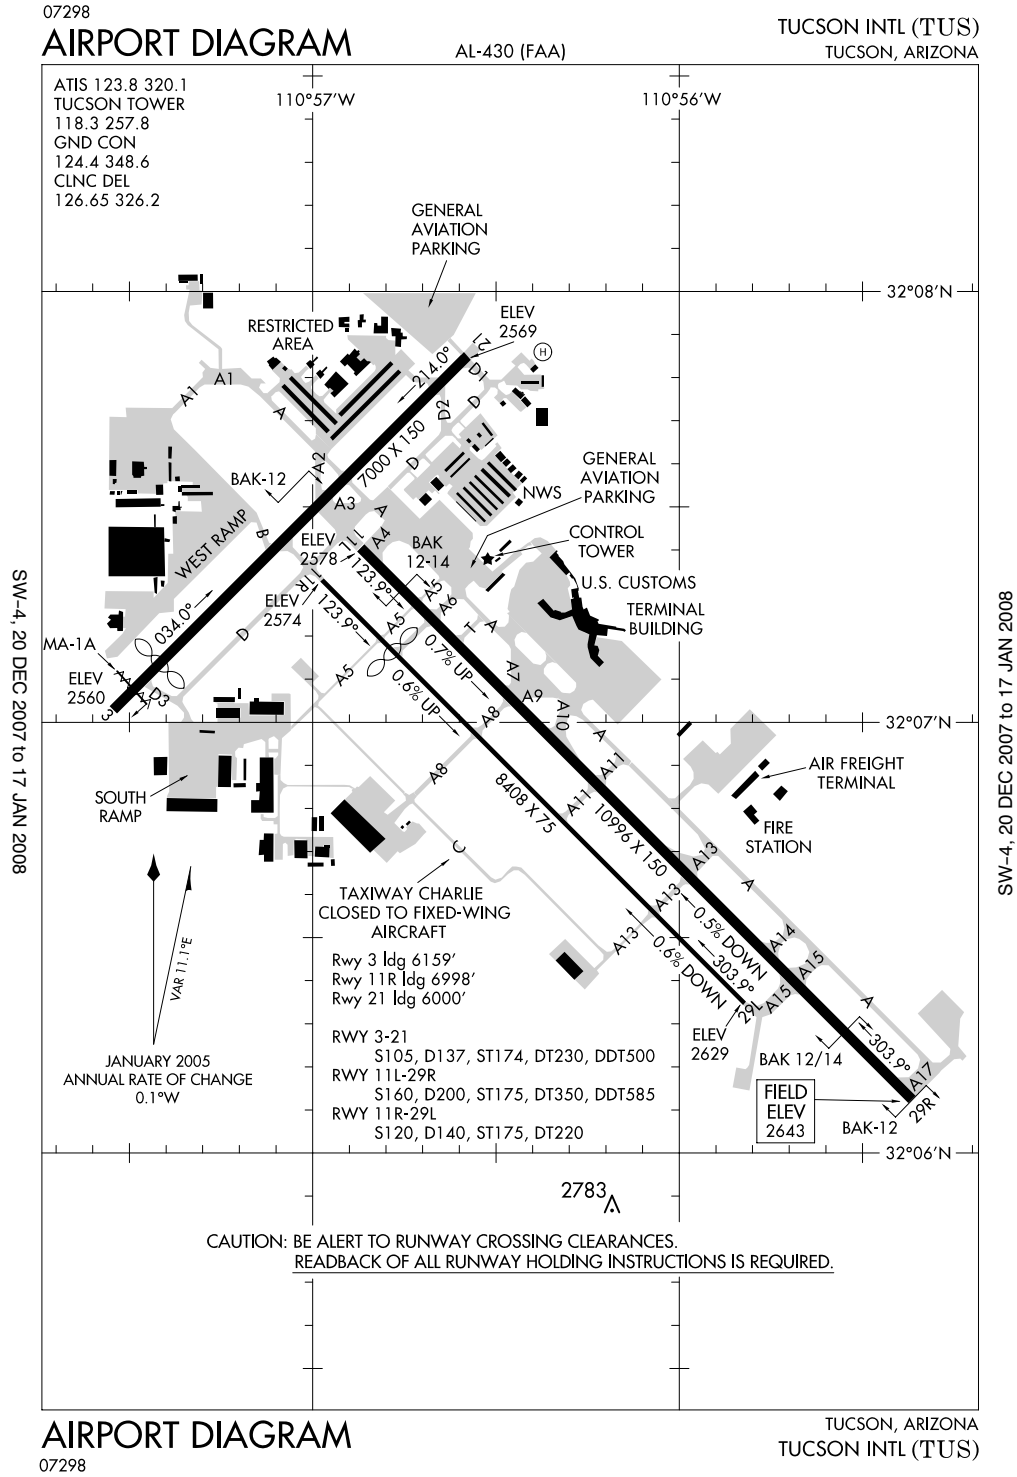 07298
AIRPORT DIAGRAM
AL-430 (FAA)
TUCSON INTL (TUS)
TUCSON, ARIZONA
ATIS 123.8 320.1
TUCSON TOWER
118.3 257.8
GND CON
124.4 348.6
CLNC DEL
126.65 326.2
110°57'W
110°56'W
GENERAL
AVIATION
PARKING
32°08'N
RESTRICTED
AREA
ELEV
2569
21
H
214.0°
D1
A1
A1
A
D2
D
7000 X 150
D
A2
BAK-12
A3
A
NWS
GENERAL
AVIATION
PARKING
CONTROL
TOWER
U.S. CUSTOMS
TERMINAL
BUILDING
WEST RAMP
B
ELEV
2578
11L
A4
BAK
12-14
123.9°
A5
A6
T
A
11R
ELEV
2574
123.9°
A5
A5
0.7% UP
0.6% UP
034.0°
D
MA-1A
ELEV
2560
3
D3
A7
A9
A8
A10
A
A8
A11
A11
32°07'N
SOUTH
RAMP
8408 X 75
10996 X 150
AIR FREIGHT
TERMINAL
FIRE
STATION
C
TAXIWAY CHARLIE
CLOSED TO FIXED-WING
AIRCRAFT
A13
A13
A13
A
0.5% DOWN
0.6% DOWN
303.9°
A14
A15
A15
29L
ELEV
2629
A
BAK 12/14
303.9°
A17
29R
BAK-12
FIELD
ELEV
2643
VAR 11.1°E
JANUARY 2005
ANNUAL RATE OF CHANGE
0.1°W
Rwy 3 ldg 6159'
Rwy 11R ldg 6998'
Rwy 21 ldg 6000'
RWY 3-21
S105, D137, ST174, DT230, DDT500
RWY 11L-29R
S160, D200, ST175, DT350, DDT585
RWY 11R-29L
S120, D140, ST175, DT220
32°06'N
2783
CAUTION: BE ALERT TO RUNWAY CROSSING CLEARANCES.
READBACK OF ALL RUNWAY HOLDING INSTRUCTIONS IS REQUIRED.
SW-4, 20 DEC 2007 to 17 JAN 2008
SW-4, 20 DEC 2007 to 17 JAN 2008
AIRPORT DIAGRAM
07298
TUCSON, ARIZONA
TUCSON INTL (TUS)